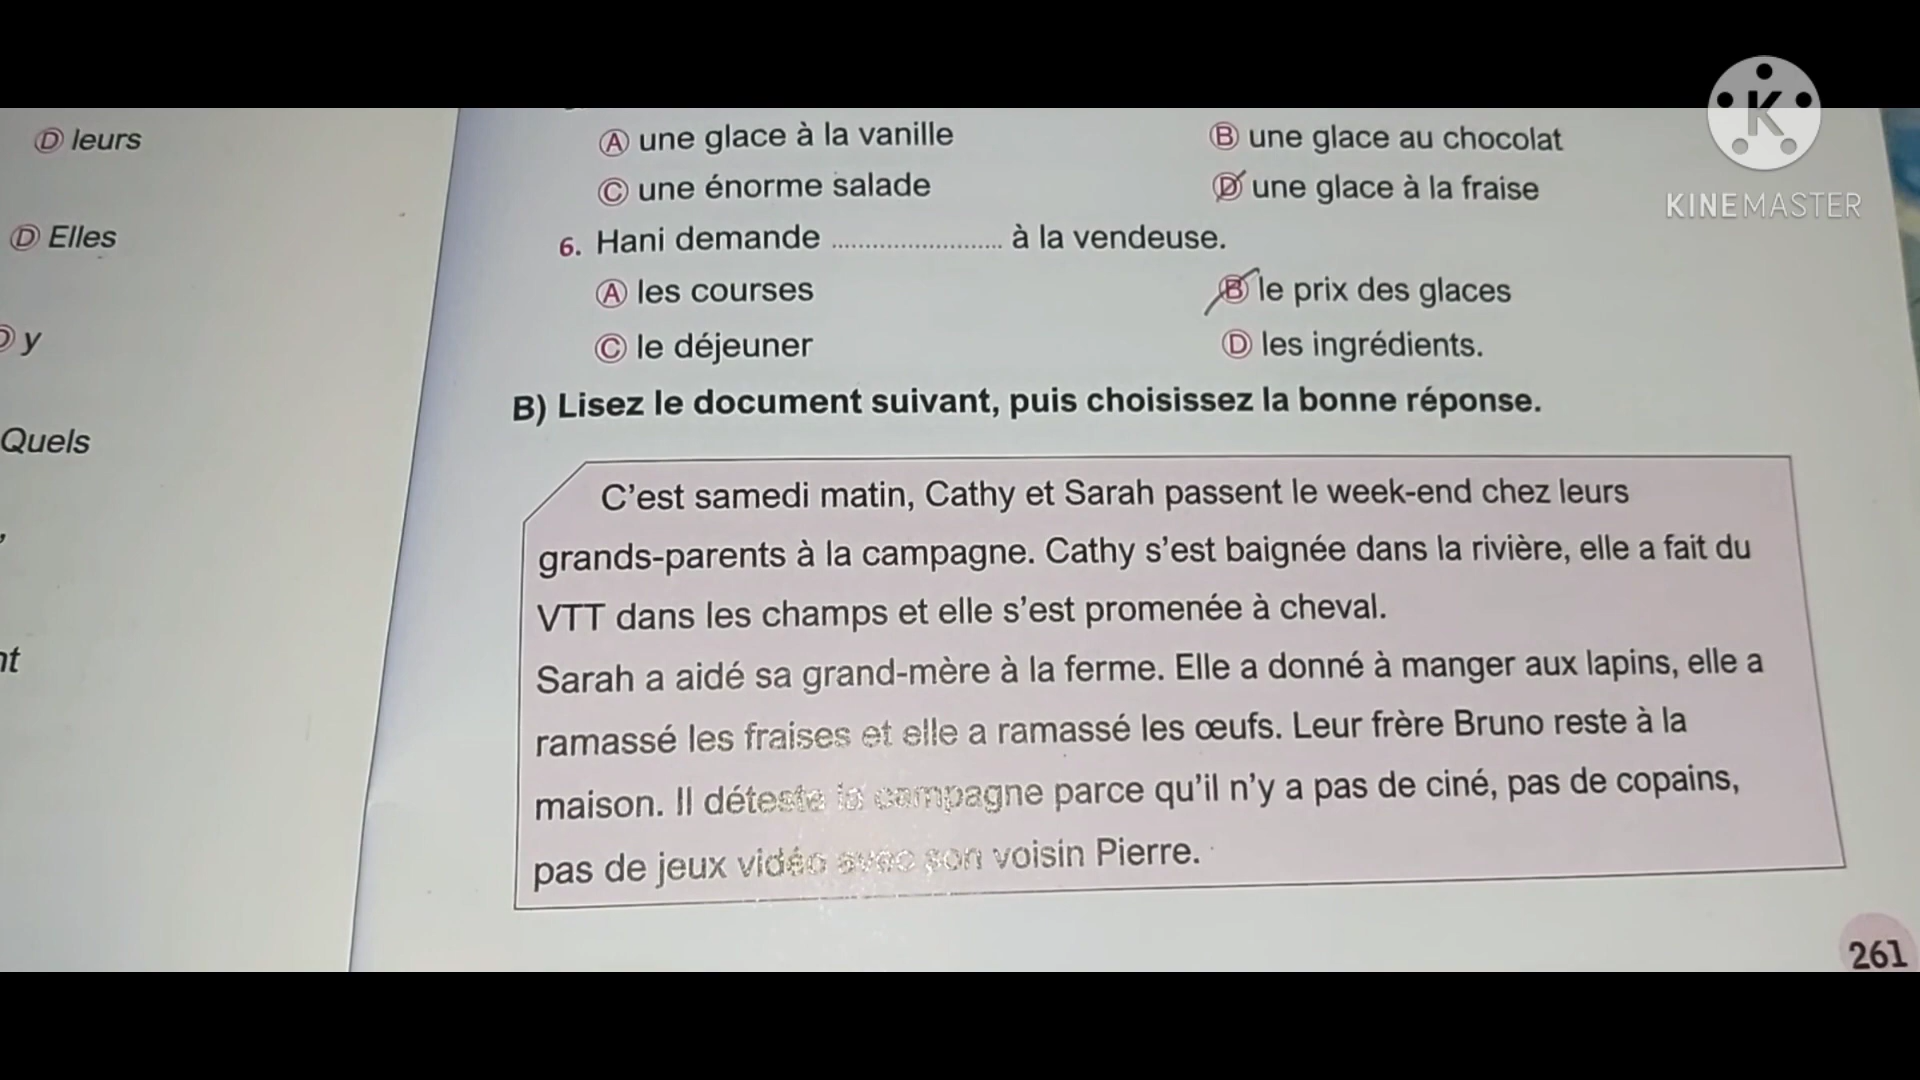 D leurs
D Elles
y
Quels
nt
A une glace à la vanille
B une glace au chocolat
C une énorme salade
D une glace à la fraise
6. Hani demande ........................ à la vendeuse.
A les courses
B le prix des glaces
C le déjeuner
D les ingrédients.
B) Lisez le document suivant, puis choisissez la bonne réponse.
C'est samedi matin, Cathy et Sarah passent le week-end chez leurs
grands-parents à la campagne. Cathy s'est baignée dans la rivière, elle a fait du
VTT dans les champs et elle s'est promenée à cheval.
Sarah a aidé sa grand-mère à la ferme. Elle a donné à manger aux lapins, elle a
ramassé les fraises et elle a ramassé les œufs. Leur frère Bruno reste à la
maison. Il déteste la campagne parce qu'il n'y a pas de ciné, pas de copains,
pas de jeux vidéo avec son voisin Pierre.
261
K
KINEMASTER